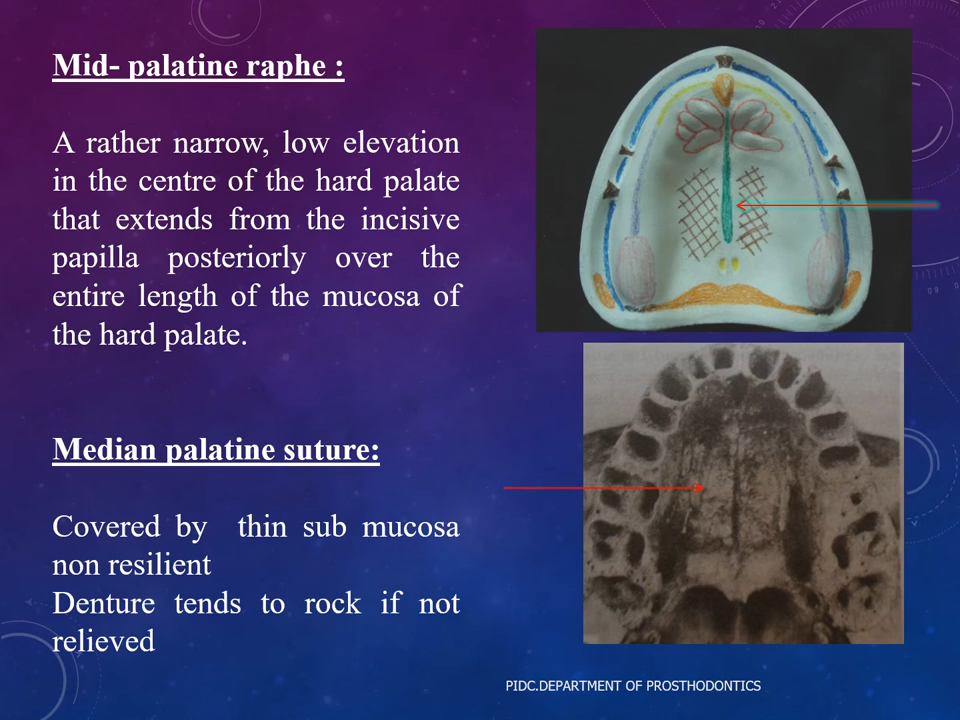 Mid- palatine raphe :
A rather narrow, low elevation
in the centre of the hard palate
that extends from the incisive
papilla posteriorly over the
entire length of the mucosa of
the hard palate.
Median palatine suture:
Covered by thin sub mucosa
non resilient
Denture tends to rock if not
relieved
PIDC.DEPARTMENT OF PROSTHODONTICS